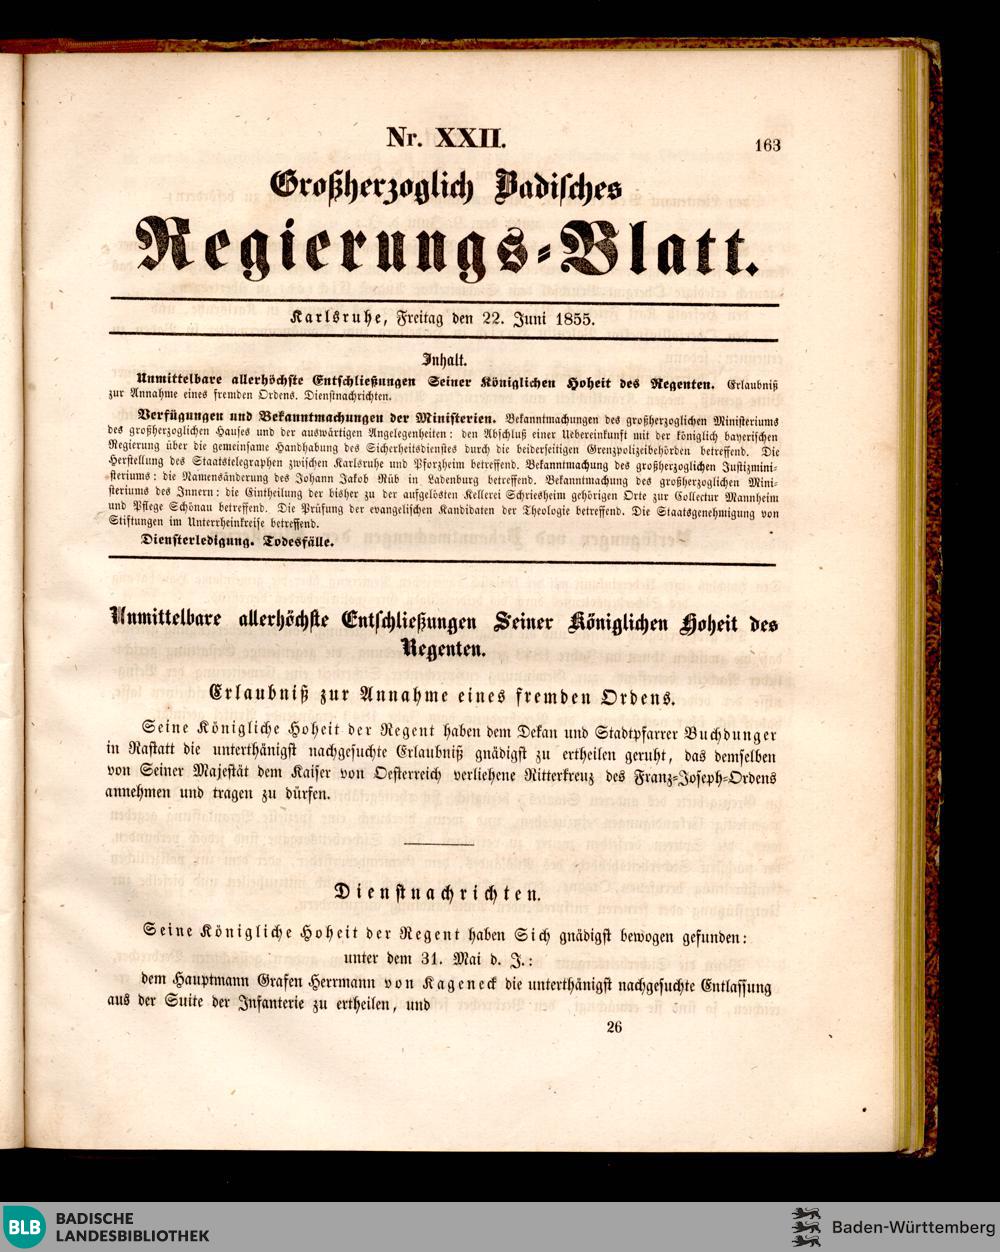 Nr. XXII.
163
Großherzoglich Badisches
Regierungs-Blatt.
Karlsruhe, Freitag den 22. Juni 1855.
Inhalt.
Unmittelbare allerhöchste Entschließungen Seiner Königlichen Hoheit des Regenten. Erlaubniß
zur Annahme eines fremden Ordens. Dienstnachrichten.
Verfügungen und Bekanntmachungen der Ministerien. Bekanntmachungen des großherzoglichen Ministeriums
des großherzoglichen Hauses und der auswärtigen Angelegenheiten: den Abschluß einer Uebereinkunft mit der königlich bayerischen
Regierung über die gemeinsame Handhabung des Sicherheitsdienstes durch die beiderseitigen Grenzpolizeibehörden betreffend. Die
Herstellung des Staatstelegraphen zwischen Karlsruhe und Pforzheim betreffend. Bekanntmachung des großherzoglichen Justizmini-
steriums: die Namensänderung des Johann Jakob Rüb in Ladenburg betreffend. Bekanntmachung des großherzoglichen Mini-
steriums des Innern: die Eintheilung der bisher zu der aufgelösten Kellerei Schriesheim gehörigen Orte zur Collectur Mannheim
und Pflege Schönau betreffend. Die Prüfung der evangelischen Kandidaten der Theologie betreffend. Die Staatsgenehmigung von
Stiftungen im Unterrheinkreise betreffend.
Diensterledigung. Todesfälle.
Unmittelbare allerhöchste Entschließungen Seiner Königlichen Hoheit des
Regenten.
Erlaubniß zur Annahme eines fremden Ordens.
Seine Königliche Hoheit der Regent haben dem Dekan und Stadtpfarrer Buchdunger
in Rastatt die unterthänigst nachgesuchte Erlaubniß gnädigst zu ertheilen geruht, das demselben
von Seiner Majestät dem Kaiser von Oesterreich verliehene Ritterkreuz des Franz-Joseph-Ordens
annehmen und tragen zu dürfen.
Dienstnachrichten.
Seine Königliche Hoheit der Regent haben Sich gnädigst bewogen gefunden:
unter dem 31. Mai d. J.:
dem Hauptmann Grafen Herrmann von Kageneck die unterthänigst nachgesuchte Entlassung
aus der Suite der Infanterie zu ertheilen, und
26
BLB BADISCHE
LANDESBIBLIOTHEK
Baden-Württemberg